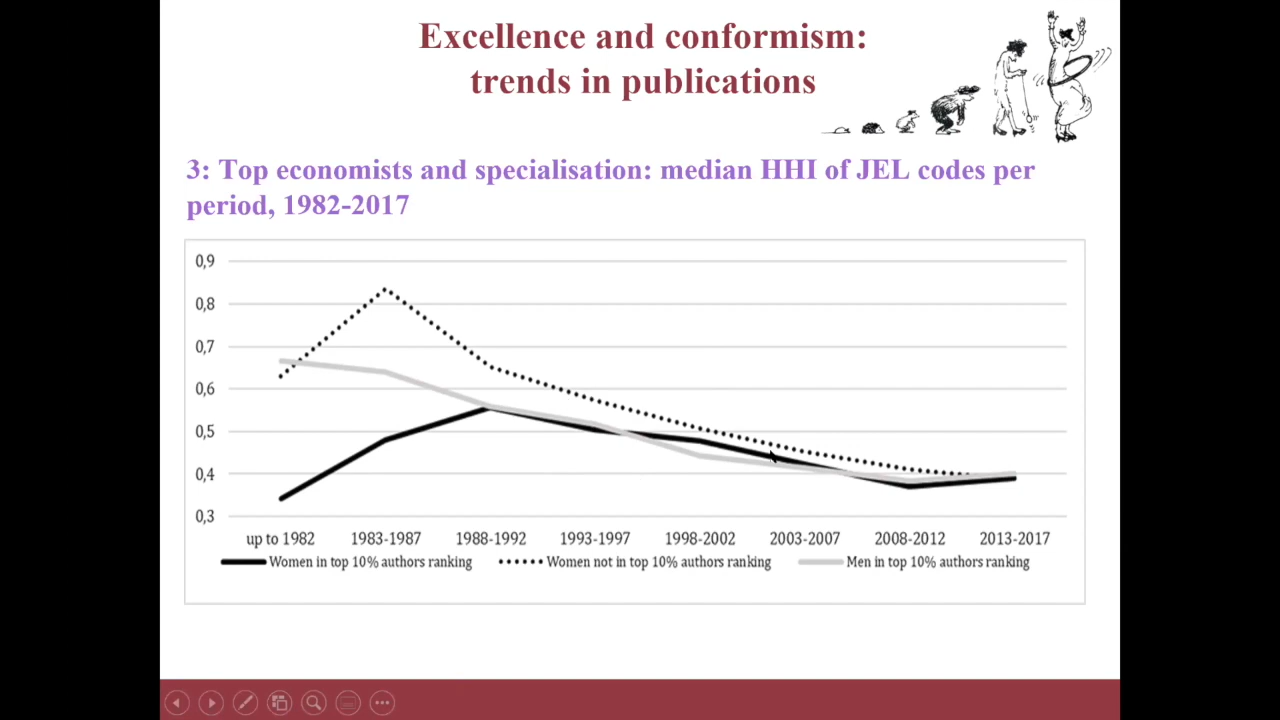 Excellence and conformism:
trends in publications
3: Top economists and specialisation: median HHI of JEL codes per
period, 1982-2017
0,9
0,8
0,7
0,6
0,5
0,4
0,3
up to 1982 1983-1987 1988-1992 1993-1997 1998-2002 2003-2007 2008-2012 2013-2017
Women in top 10% authors ranking Women not in top 10% authors ranking Men in top 10% authors ranking